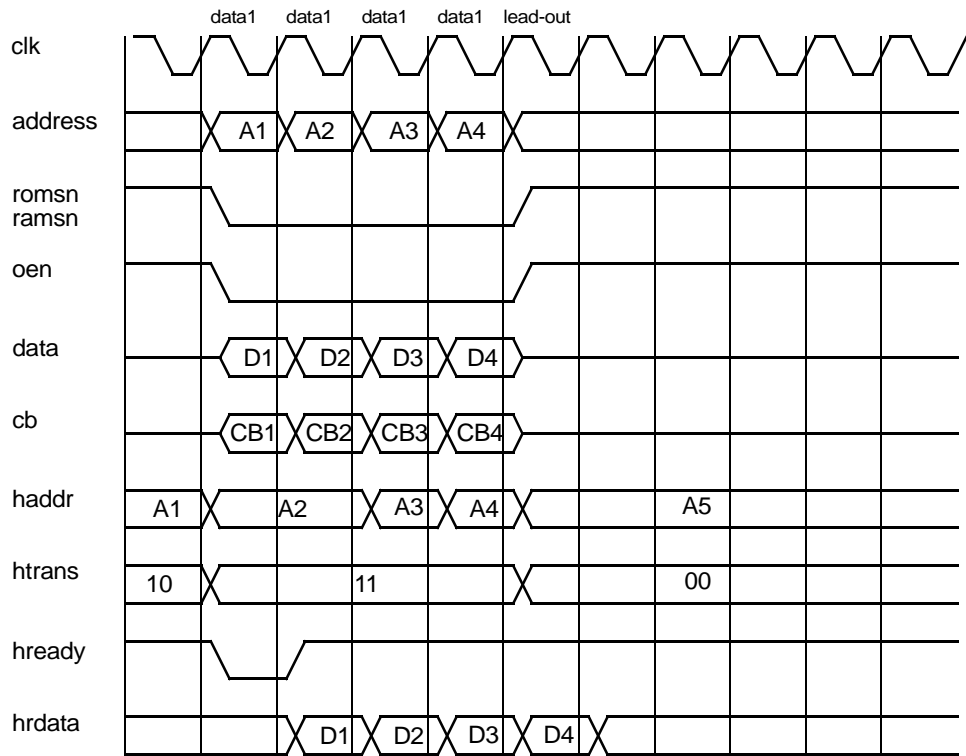 data1 data1 data1 data1 lead-out
clk
address A1 A2 A3 A4
romsn
ramsn
oen
data D1 D2 D3 D4
cb CB1 CB2 CB3 CB4
haddr A1 A2 A3 A4 A5
htrans 10 11 00
hready
hrdata D1 D2 D3 D4